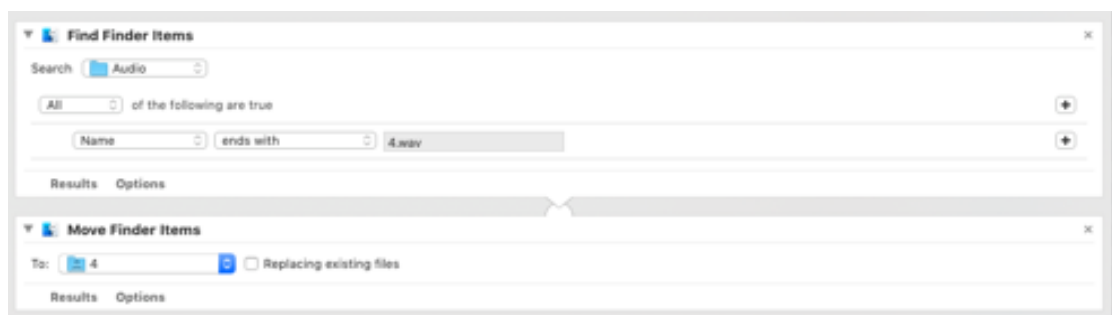 Find Finder Items
Search Audio
All of the following are true
Name ends with 4.wav
Results Options
Move Finder Items
To: 4 Replacing existing files
Results Options